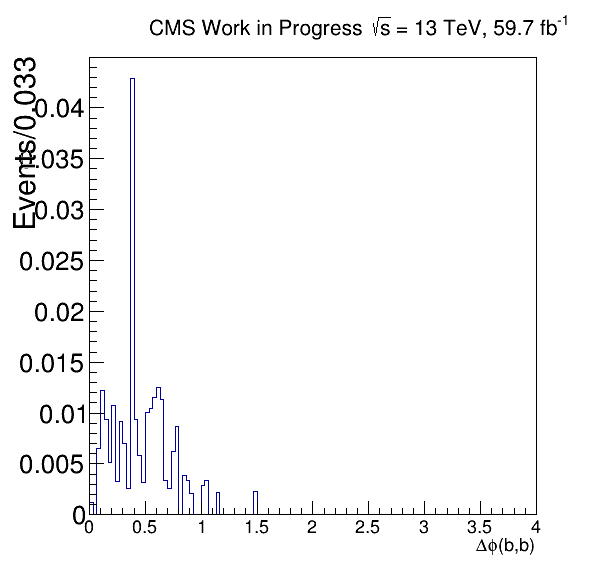 CMS Work in Progress √s = 13 TeV, 59.7 fb⁻¹
Events/0.033
0.04
0.035
0.03
0.025
0.02
0.015
0.01
0.005
0
0 0.5 1 1.5 2 2.5 3 3.5 4
Δϕ(b,b)